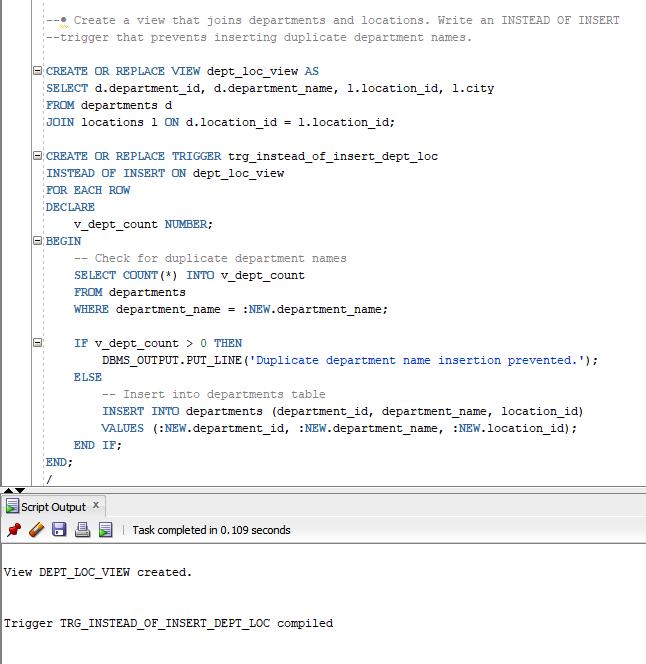 --● Create a view that joins departments and locations. Write an INSTEAD OF INSERT
--trigger that prevents inserting duplicate department names.
CREATE OR REPLACE VIEW dept_loc_view AS
SELECT d.department_id, d.department_name, l.location_id, l.city
FROM departments d
JOIN locations l ON d.location_id = l.location_id;
CREATE OR REPLACE TRIGGER trg_instead_of_insert_dept_loc
INSTEAD OF INSERT ON dept_loc_view
FOR EACH ROW
DECLARE
    v_dept_count NUMBER;
BEGIN
    -- Check for duplicate department names
    SELECT COUNT(*) INTO v_dept_count
    FROM departments
    WHERE department_name = :NEW.department_name;
    IF v_dept_count > 0 THEN
        DBMS_OUTPUT.PUT_LINE('Duplicate department name insertion prevented.');
    ELSE
        -- Insert into departments table
        INSERT INTO departments (department_id, department_name, location_id)
        VALUES (:NEW.department_id, :NEW.department_name, :NEW.location_id);
    END IF;
END;
/
Script Output x
Task completed in 0.109 seconds
View DEPT_LOC_VIEW created.
Trigger TRG_INSTEAD_OF_INSERT_DEPT_LOC compiled